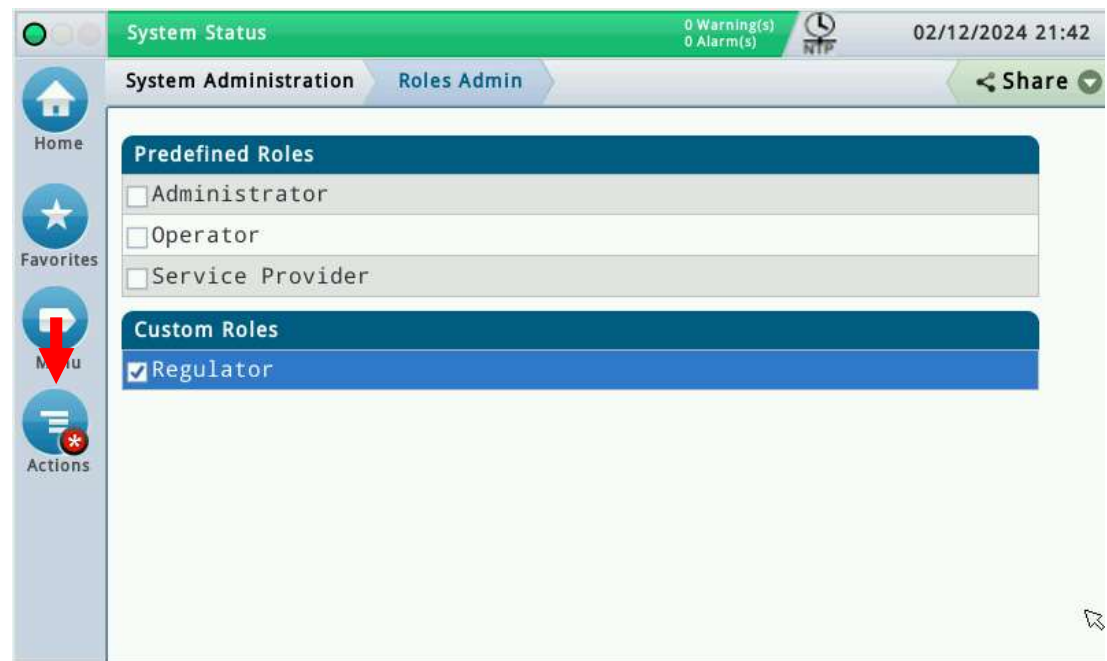 System Status
0 Warning(s)
0 Alarm(s)
NTP
02/12/2024 21:42
System Administration
Roles Admin
Share
Home
Predefined Roles
Administrator
Operator
Favorites
Service Provider
Custom Roles
Regulator
Actions